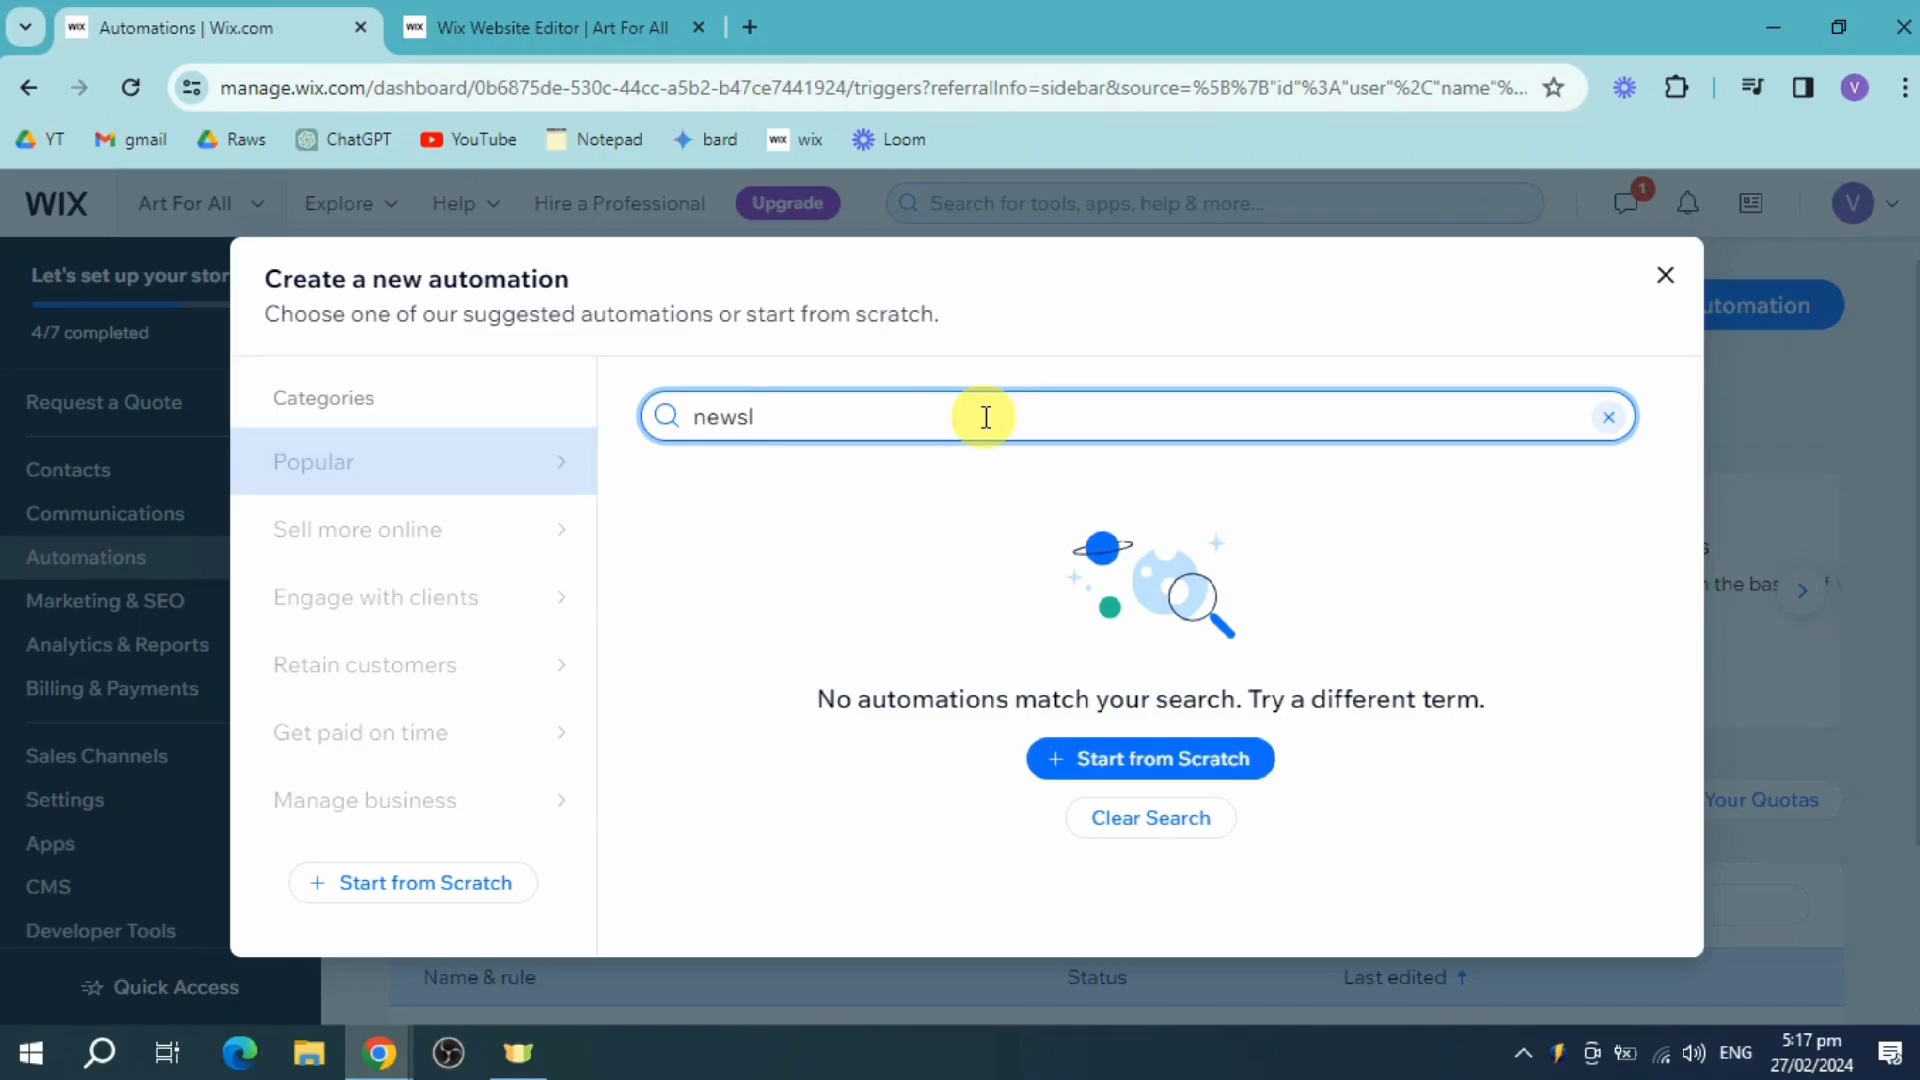 WIX Automations | Wix.com
WIX Wix Website Editor | Art For All
manage.wix.com/dashboard/0b6875de-530c-44cc-a5b2-b47ce7441924/triggers?referralInfo=sidebar&source=%5B%7B"id"%3A"user"%2C"name"%...
V
YT
gmail
Raws
ChatGPT
YouTube
Notepad
bard
WIX wix
Loom
WIX
Art For All
Explore
Help
Hire a Professional
Upgrade
Search for tools, apps, help & more...
1
V
Let's set up your stor
4/7 completed
Request a Quote
Contacts
Communications
Automations
Marketing & SEO
Analytics & Reports
Billing & Payments
Sales Channels
Settings
Apps
CMS
Developer Tools
Quick Access
Create a new automation
Choose one of our suggested automations or start from scratch.
Categories
Popular
Sell more online
Engage with clients
Retain customers
Get paid on time
Manage business
+ Start from Scratch
newsl
No automations match your search. Try a different term.
+ Start from Scratch
Clear Search
utomation
the bas
Your Quotas
Name & rule
Status
Last edited ↑
ENG
5:17 pm
27/02/2024